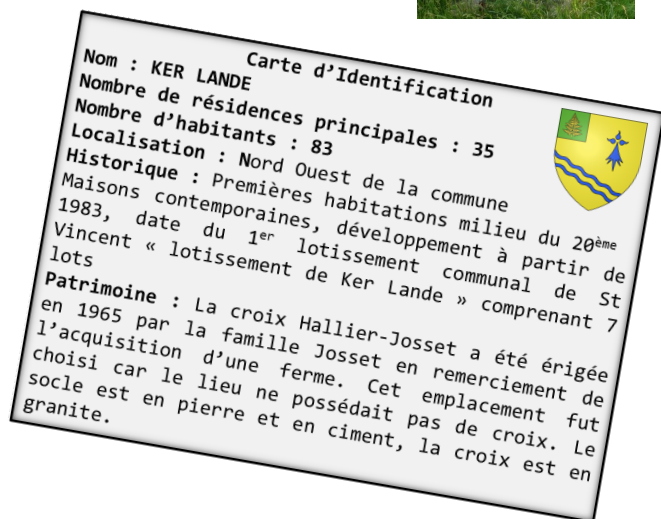 Carte d’Identification
Nom : KER LANDE
Nombre de résidences principales : 35
Nombre d’habitants : 83
Localisation : Nord Ouest de la commune
Historique : Premières habitations milieu du 20ème
Maisons contemporaines, développement à partir de
1983, date du 1er lotissement communal de St
Vincent « lotissement de Ker Lande » comprenant 7
lots
Patrimoine : La croix Hallier-Josset a été érigée
en 1965 par la famille Josset en remerciement de
l’acquisition d’une ferme. Cet emplacement fut
choisi car le lieu ne possédait pas de croix. Le
socle est en pierre et en ciment, la croix est en
granite.